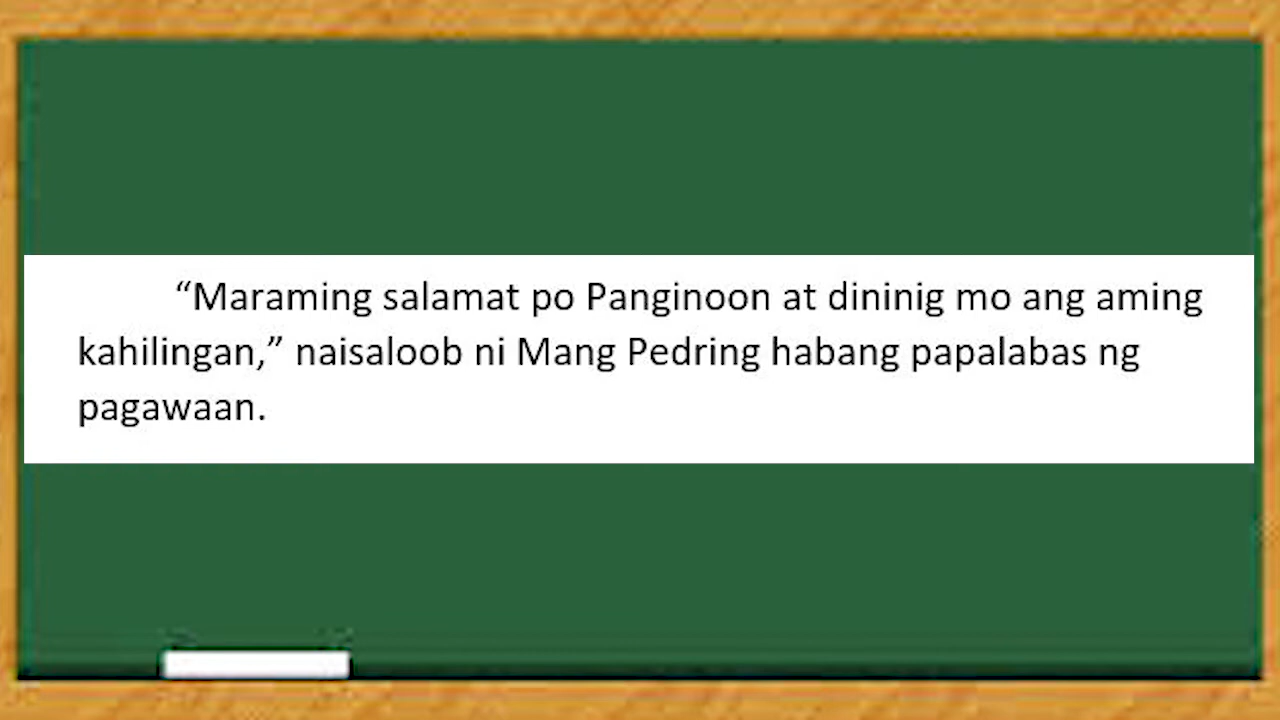 “Maraming salamat po Panginoon at dininig mo ang aming
kahilingan,” naisaloob ni Mang Pedring habang papalabas ng
pagawaan.